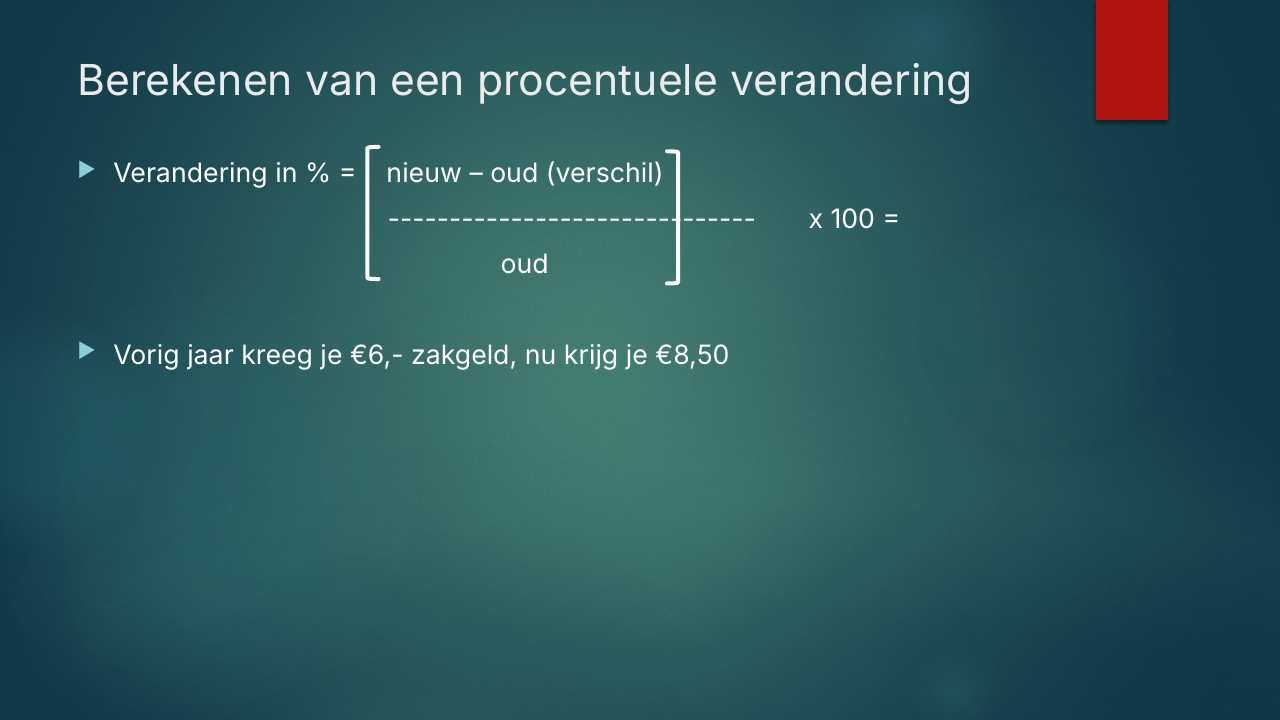 Berekenen van een procentuele verandering
Verandering in % = nieuw – oud (verschil)
------------------------------ x 100 =
oud
Vorig jaar kreeg je €6,- zakgeld, nu krijg je €8,50